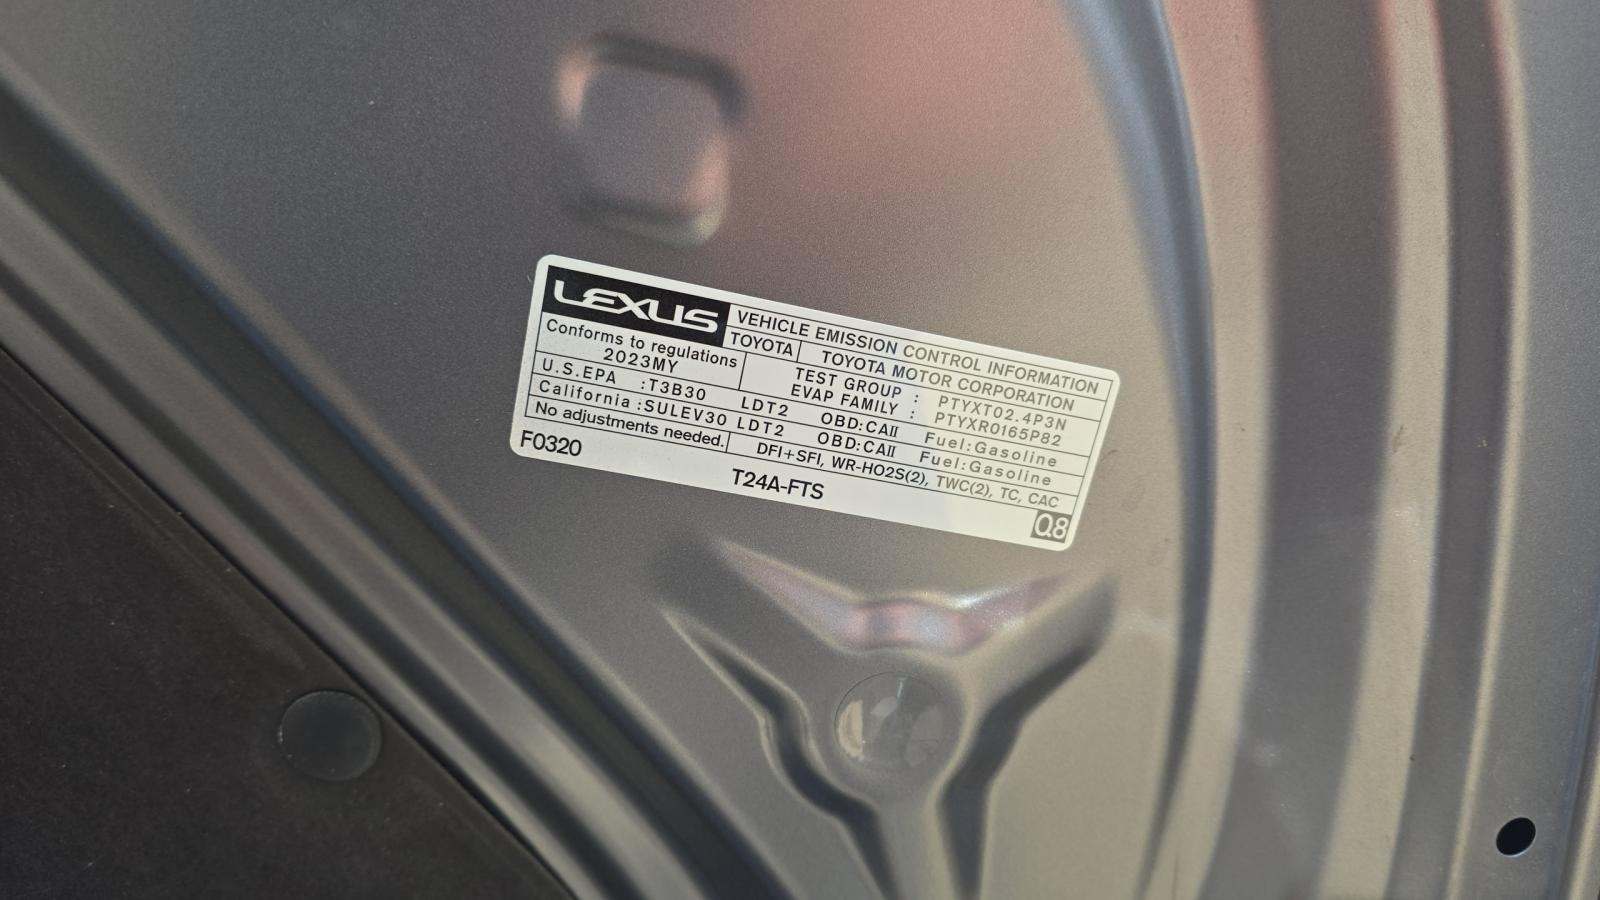 LEXUS VEHICLE EMISSION CONTROL INFORMATION
TOYOTA TOYOTA MOTOR CORPORATION
Conforms to regulations
2023MY
TEST GROUP : PTYXT02.4P3N
EVAP FAMILY : PTYXR0165P82
U.S.EPA :T3B30 LDT2 OBD:CAII Fuel:Gasoline
California :SULEV30 LDT2 OBD:CAII Fuel:Gasoline
No adjustments needed. DFI+SFI, WR-HO2S(2), TWC(2), TC, CAC
F0320 T24A-FTS Q8